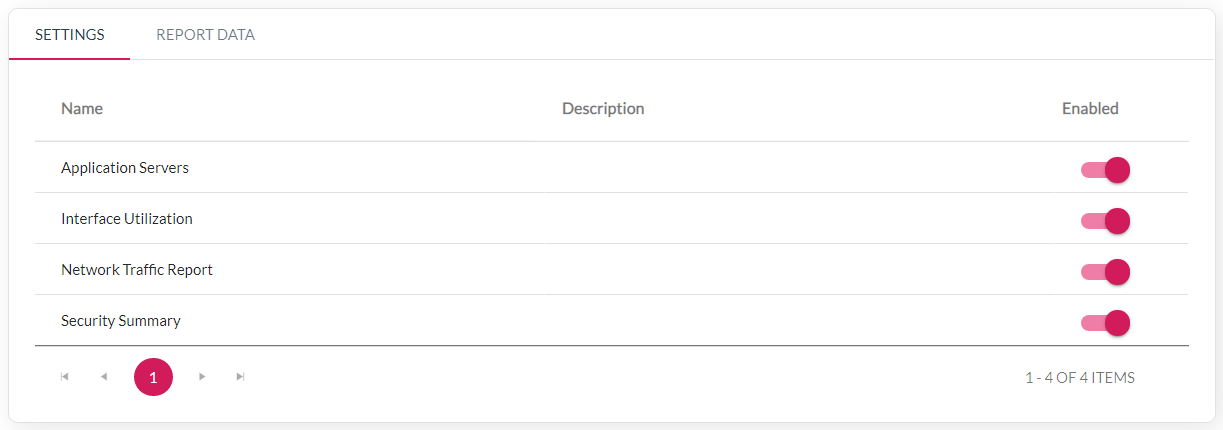 SETTINGS REPORT DATA
Name Description Enabled
Application Servers
Interface Utilization
Network Traffic Report
Security Summary
1 1 - 4 OF 4 ITEMS